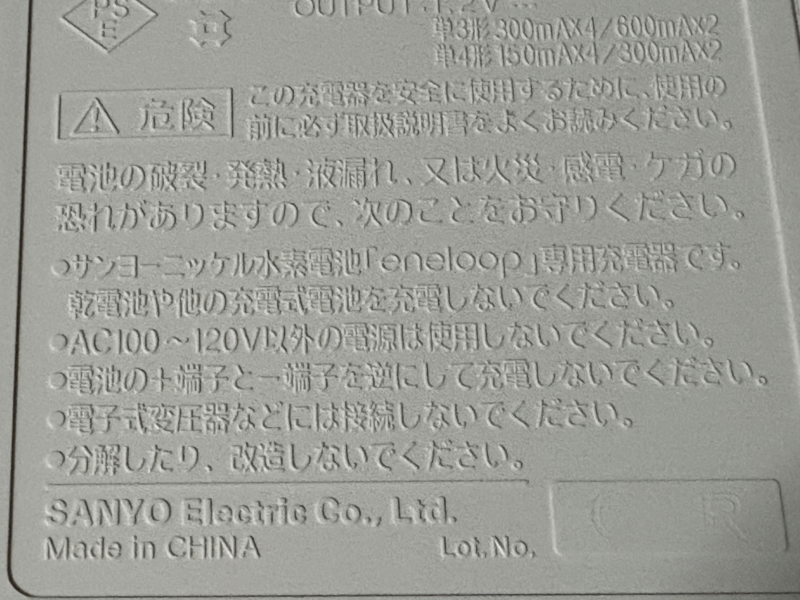 PS
E
OUTPUT
単3形 300mAX4/600mAX2
単4形 150mAX4/300mAX2
危険
この充電器を安全に使用するために、使用の
前に必ず取扱説明書をよくお読みください。
電池の破裂・発熱・液漏れ、又は火災・感電・ケガの
恐れがありますので、次のことをお守りください。
●サンヨーニッケル水素電池「eneloop」専用充電器です。
乾電池や他の充電式電池を充電しないでください。
●AC100～120V以外の電源は使用しないでください。
●電池の＋端子と－端子を逆にして充電しないでください。
●電子式変圧器などには接続しないでください。
●分解したり、改造しないでください。
SANYO Electric Co., Ltd.
Made in CHINA
Lot.No.
R